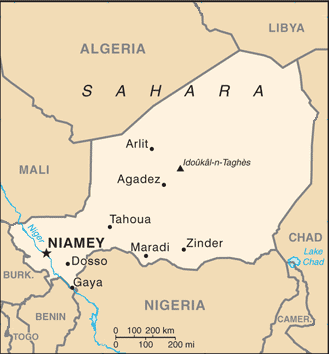 LIBYA
ALGERIA
SAHARA
Arlit
Idoûkâl-n-Taghès
MALI
Agadez
Tahoua
Niger
NIAMEY
Zinder
Maradi
CHAD
Dosso
Lake
Chad
BURK.
Gaya
NIGERIA
BENIN
CAMER.
TOGO
0 100 200 km
0 100 200 mi